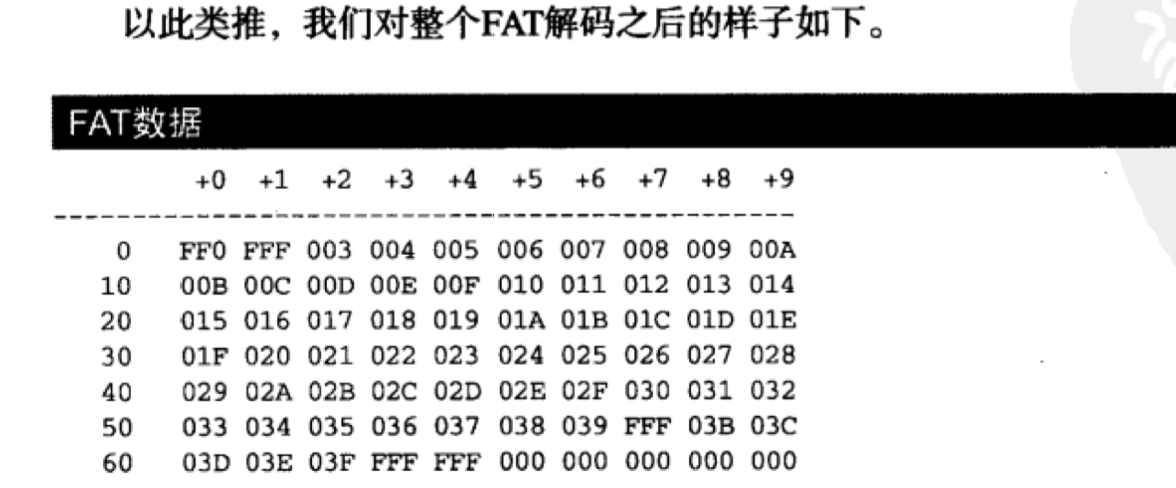 以此类推，我们对整个FAT解码之后的样子如下。
FAT数据
+0 +1 +2 +3 +4 +5 +6 +7 +8 +9
------------------------------------------------------------
0 FF0 FFF 003 004 005 006 007 008 009 00A
10 00B 00C 00D 00E 00F 010 011 012 013 014
20 015 016 017 018 019 01A 01B 01C 01D 01E
30 01F 020 021 022 023 024 025 026 027 028
40 029 02A 02B 02C 02D 02E 02F 030 031 032
50 033 034 035 036 037 038 039 FFF 03B 03C
60 03D 03E 03F FFF FFF 000 000 000 000 000